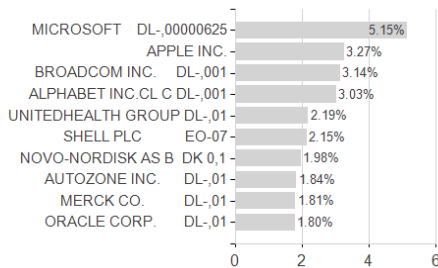 MICROSOFT DL-,00000625 5.15%
APPLE INC. 3.27%
BROADCOM INC. DL-,001 3.14%
ALPHABET INC.CL C DL-,001 3.03%
UNITEDHEALTH GROUP DL-,01 2.19%
SHELL PLC EO-07 2.15%
NOVO-NORDISK AS B DK 0,1 1.98%
AUTOZONE INC. DL-,01 1.84%
MERCK CO. DL-,01 1.81%
ORACLE CORP. DL-,01 1.80%
0 2 4 6